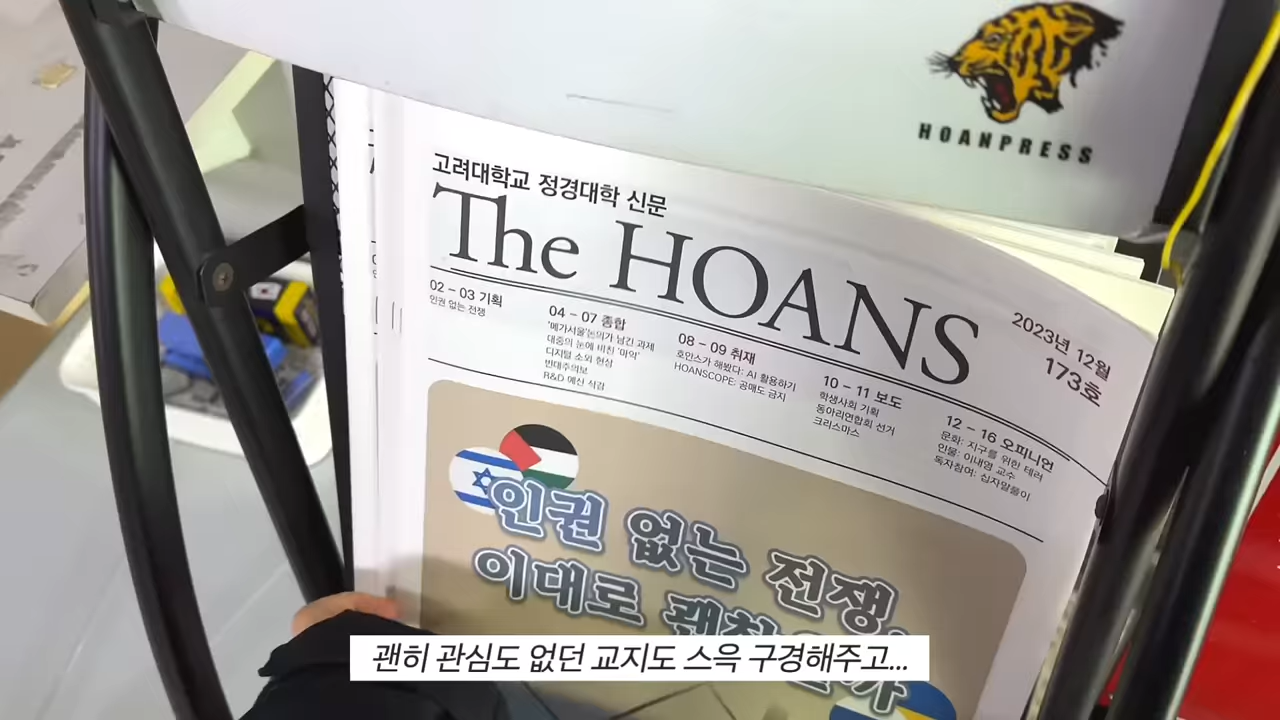 HOANPRESS
고려대학교 정경대학 신문
The HOANS
2023년 12월
173호
02 - 03 기획
인권 없는 전쟁
04 - 07 종합
'메가서울'논의가 남긴 과제
대중의 눈에 비친 '마약'
디지털 소외 현상
반대주의보
R&D 예산 삭감
08 - 09 취재
호안스가 해봤다: AI 활용하기
HOANSCOPE: 공매도 금지
10 - 11 보도
학생사회 기획
동아리연합회 선거
크리스마스
12 - 16 오피니언
문화: 지구를 위한 테러
인물: 이내영 교수
독자참여: 십자말풀이
인권 없는 전쟁,
이대로
괜히 관심도 없던 교지도 스윽 구경해주고...